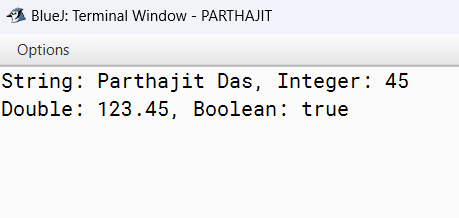 BlueJ: Terminal Window - PARTHAJIT
Options
String: Parthajit Das, Integer: 45
Double: 123.45, Boolean: true